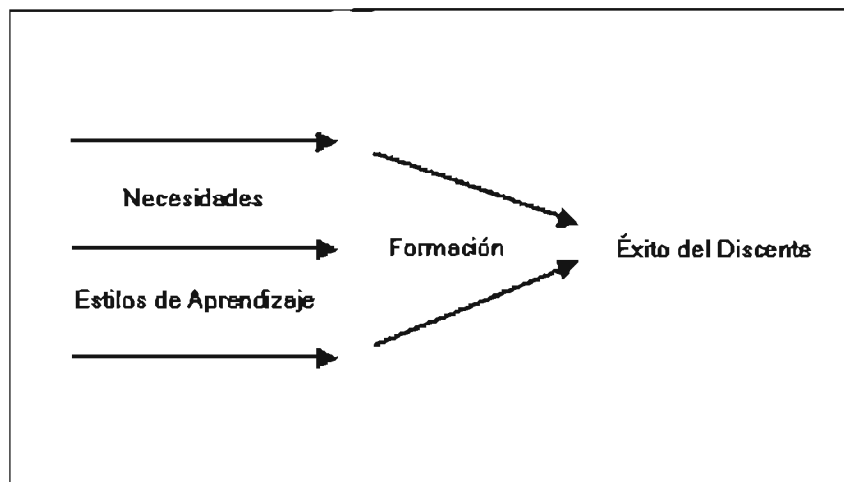 Necesidades
Formación
Éxito del Discente
Estilos de Aprendizaje